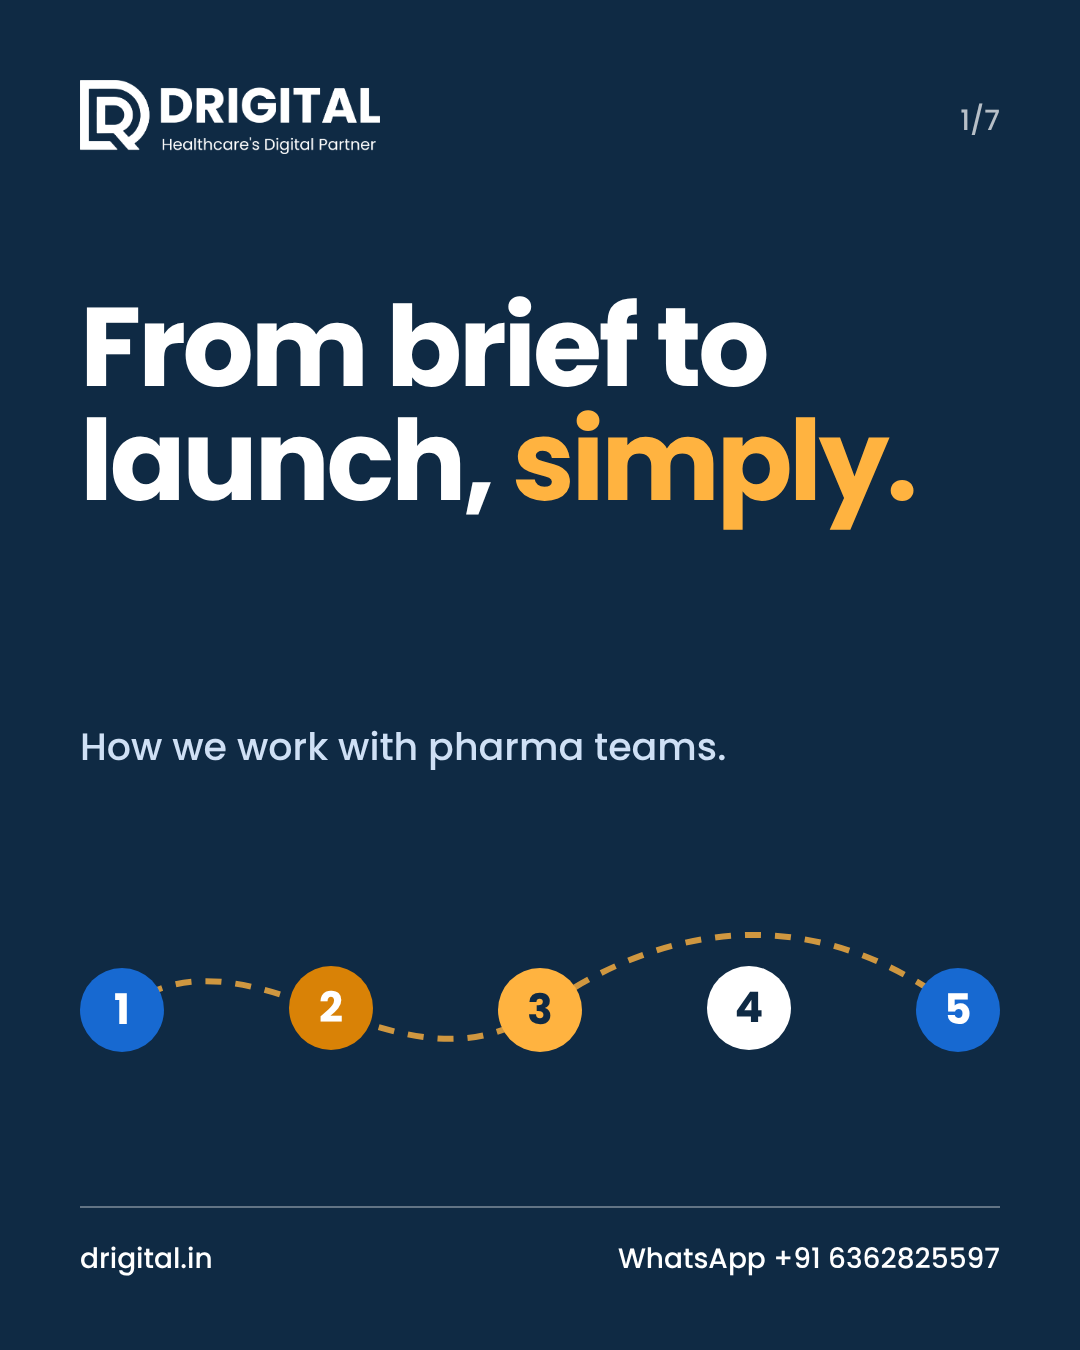 DRIGITAL
Healthcare's Digital Partner
1/7
From brief to
launch, simply.
How we work with pharma teams.
1 2 3 4 5
drigital.in
WhatsApp +91 6362825597